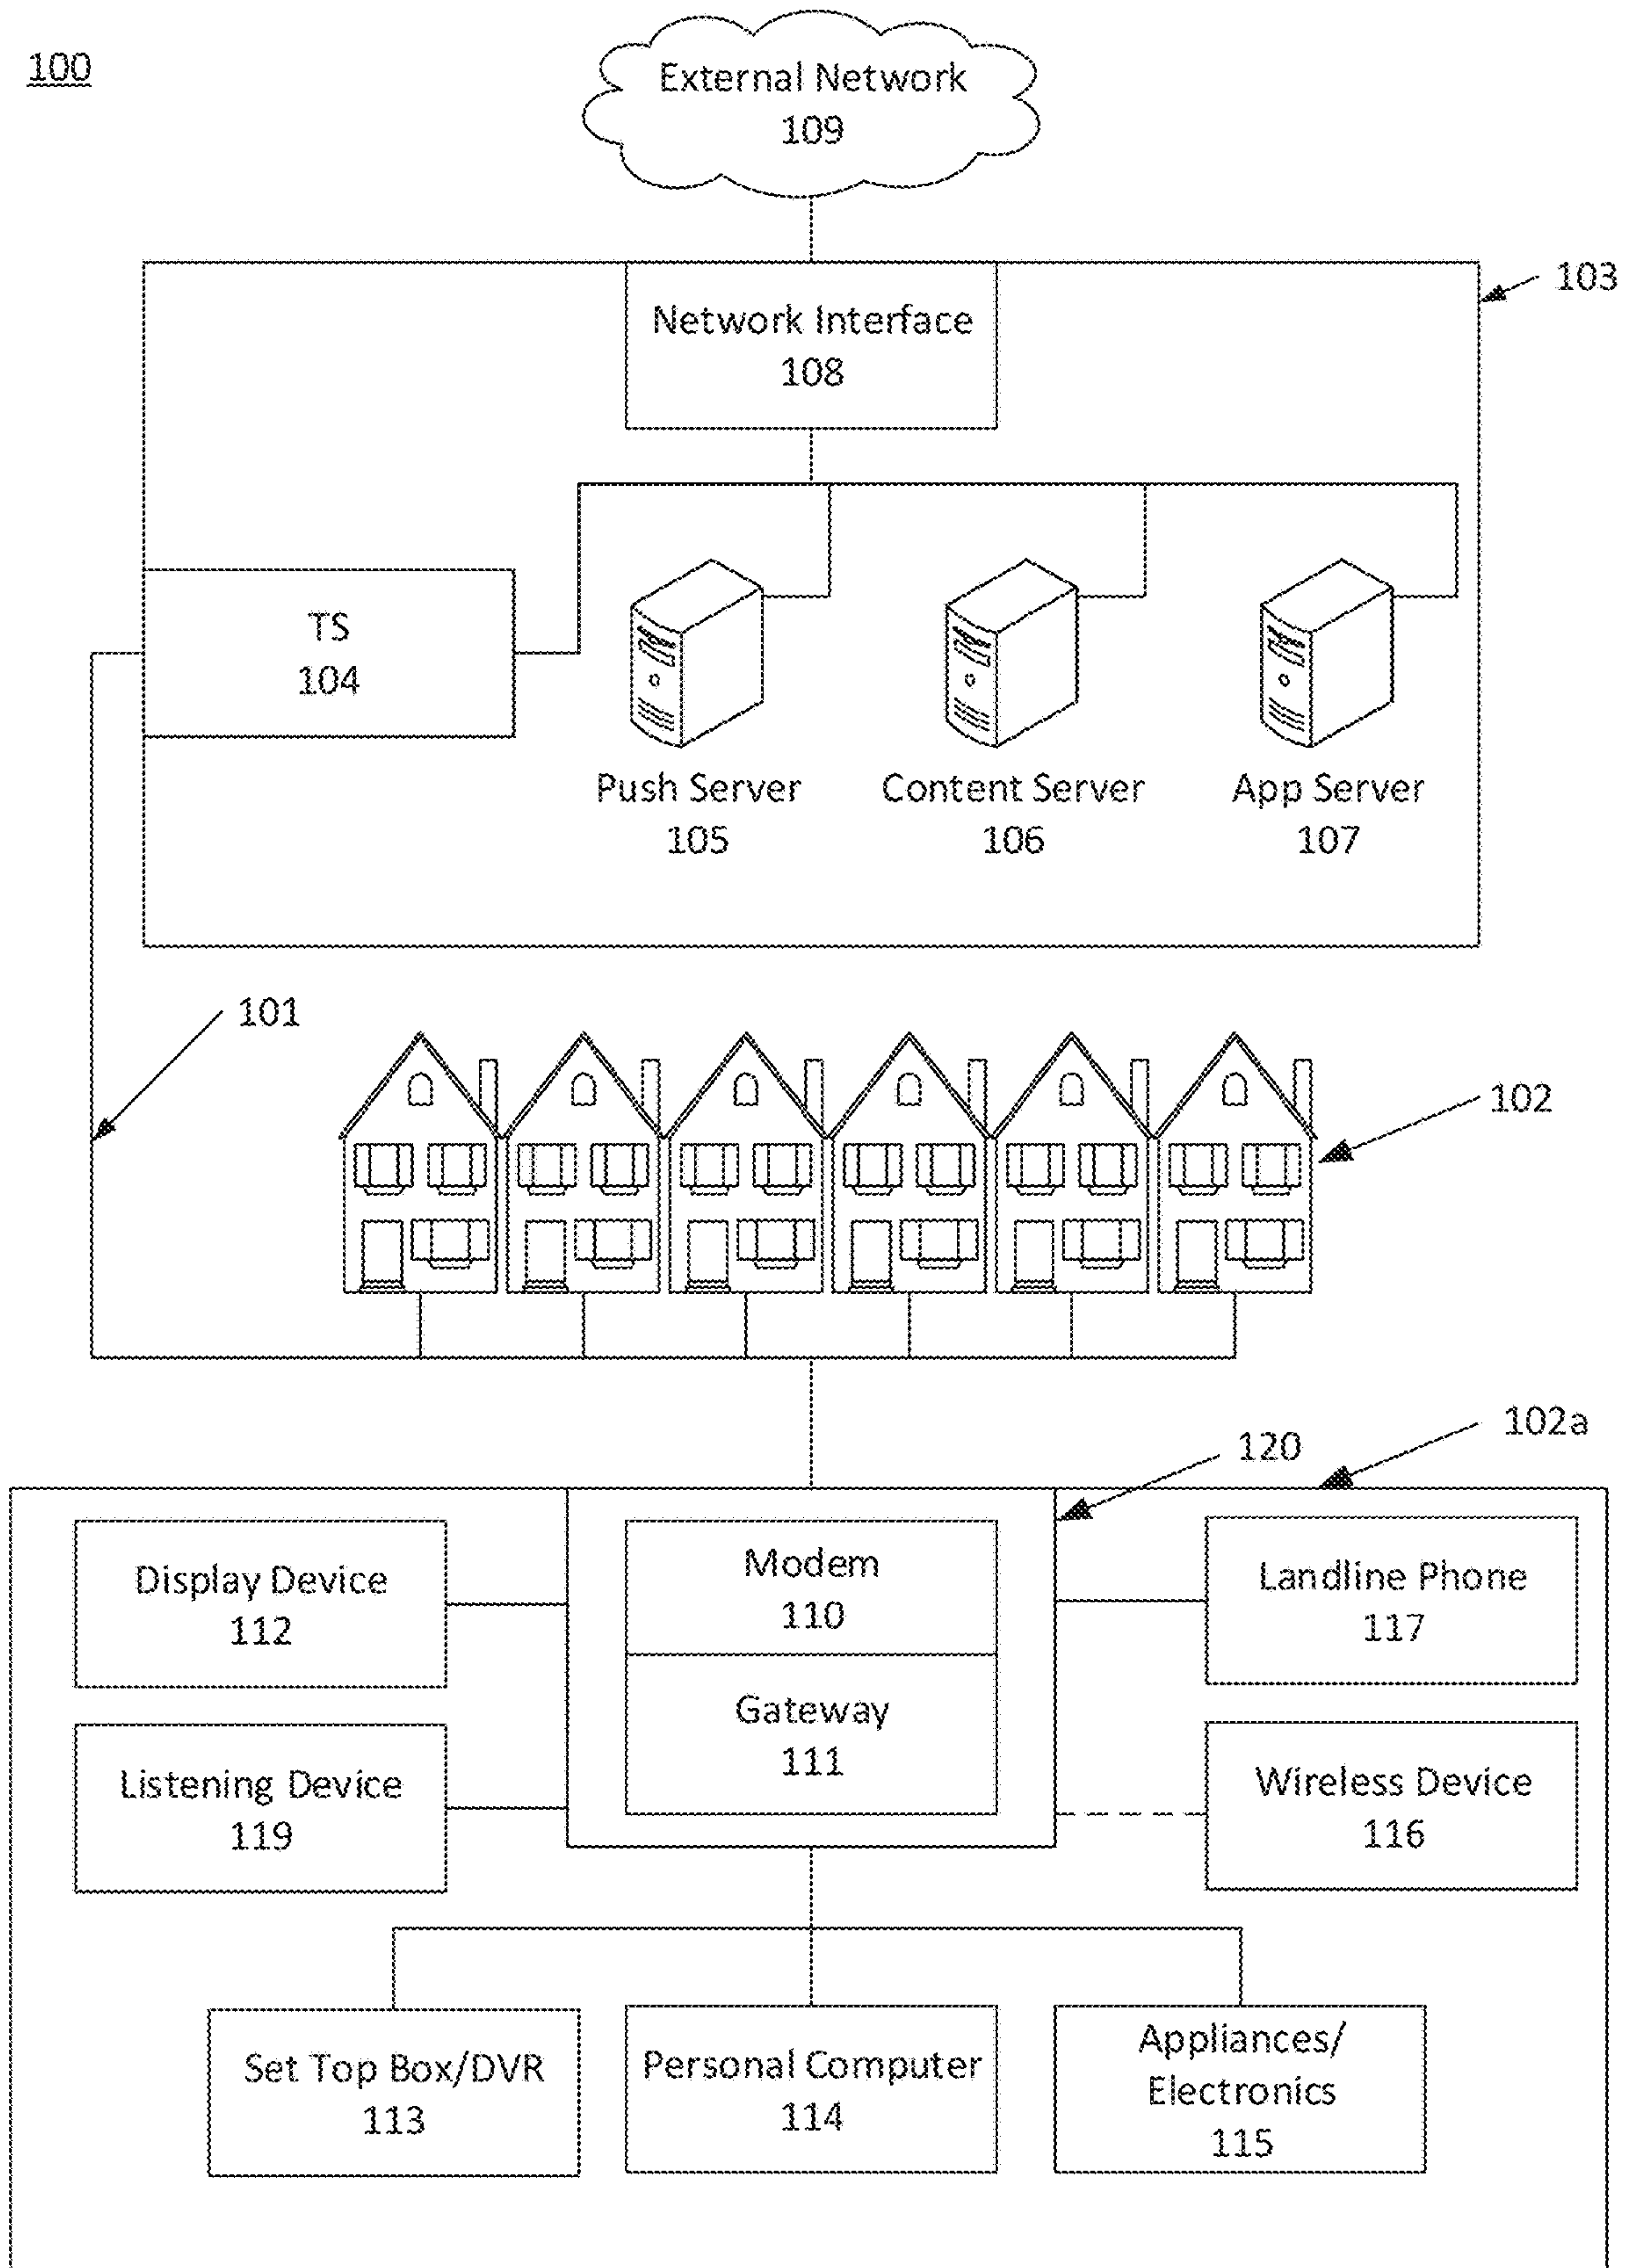 100
External Network
109
103
Network Interface
108
TS
104
Push Server
105
Content Server
106
App Server
107
101
102
102a
120
Display Device
112
Modem
110
Landline Phone
117
Gateway
111
Listening Device
119
Wireless Device
116
Set Top Box/DVR
113
Personal Computer
114
Appliances/
Electronics
115